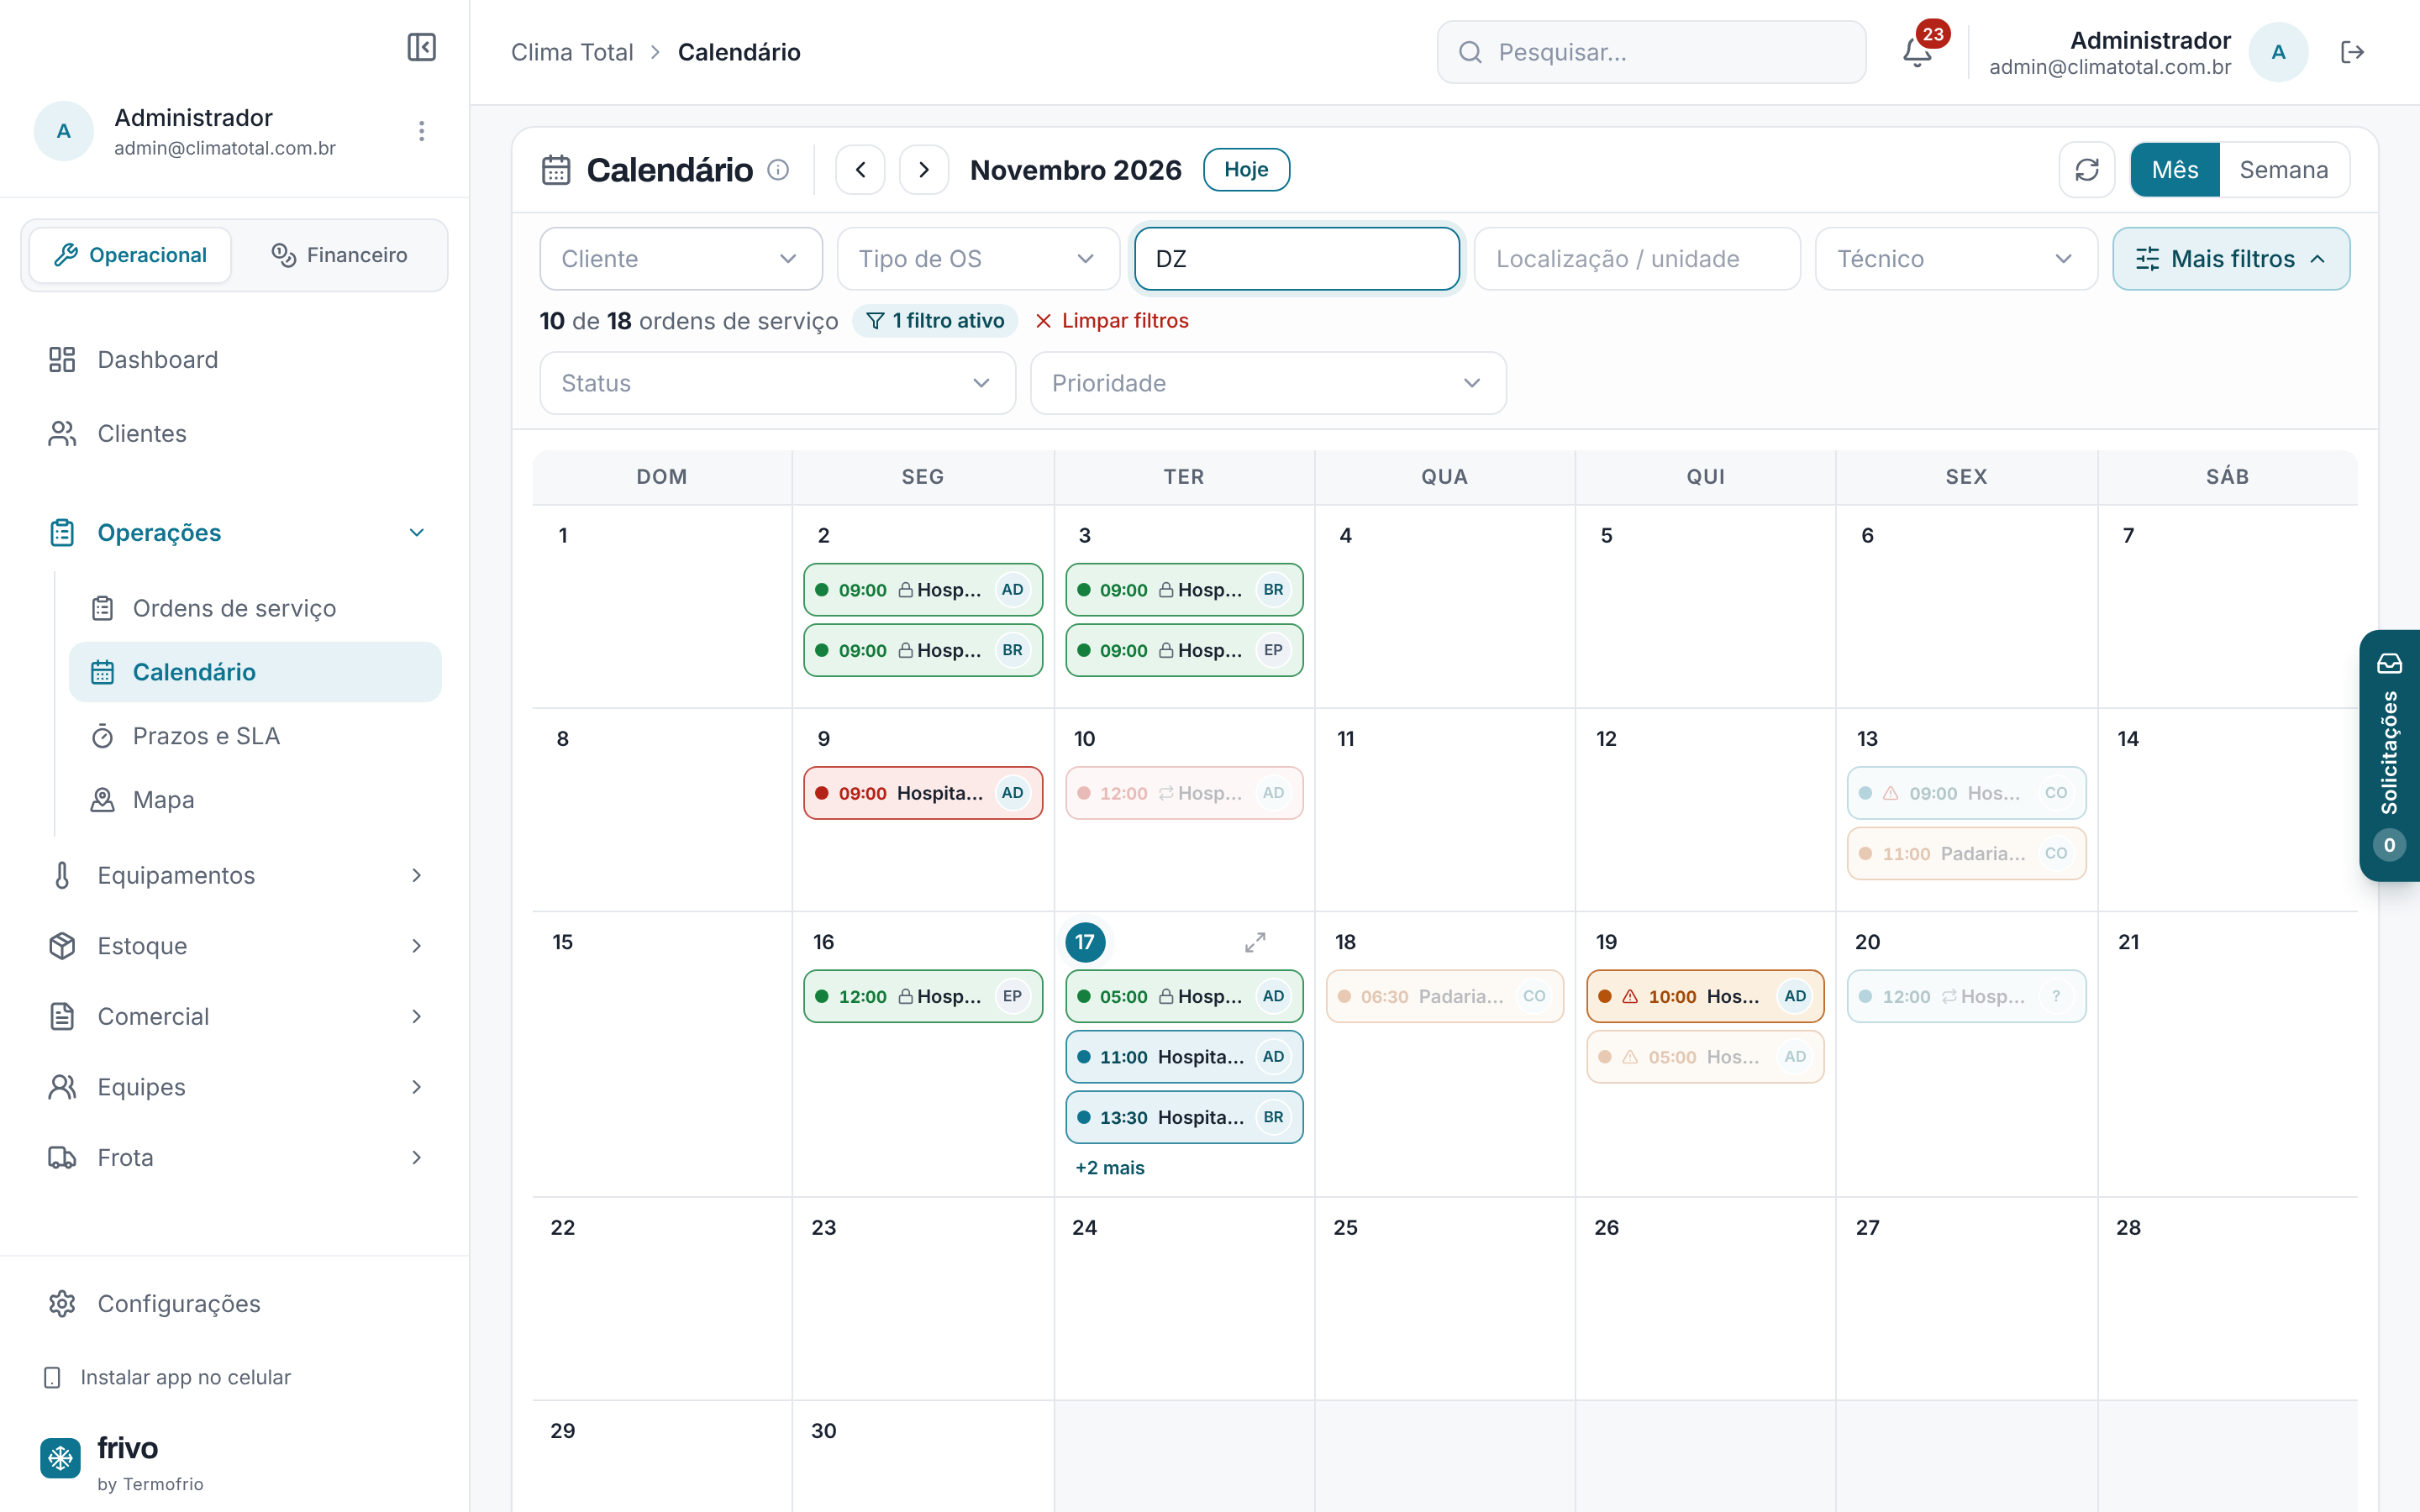 Clima Total > Calendário
Pesquisar...
23
Administrador
admin@climatotal.com.br
A
A
Administrador
admin@climatotal.com.br
Operacional
Financeiro
Dashboard
Clientes
Operações
Ordens de serviço
Calendário
Prazos e SLA
Mapa
Equipamentos
Estoque
Comercial
Equipes
Frota
Configurações
Instalar app no celular
frivo
by Termofrio
Calendário
Novembro 2026
Hoje
Mês
Semana
Cliente
Tipo de OS
DZ
Localização / unidade
Técnico
Mais filtros
10 de 18 ordens de serviço
1 filtro ativo
Limpar filtros
Status
Prioridade
DOM SEG TER QUA QUI SEX SÁB
1 2 3 4 5 6 7
09:00 Hosp... AD
09:00 Hosp... BR
09:00 Hosp... BR
09:00 Hosp... EP
8 9 10 11 12 13 14
09:00 Hospita... AD
12:00 Hosp... AD
09:00 Hos... CO
11:00 Padaria... CO
15 16 17 18 19 20 21
12:00 Hosp... EP
05:00 Hosp... AD
11:00 Hospita... AD
13:30 Hospita... BR
+2 mais
06:30 Padaria... CO
10:00 Hos... AD
05:00 Hos... AD
12:00 Hosp... ?
22 23 24 25 26 27 28
29 30
Solicitações
0